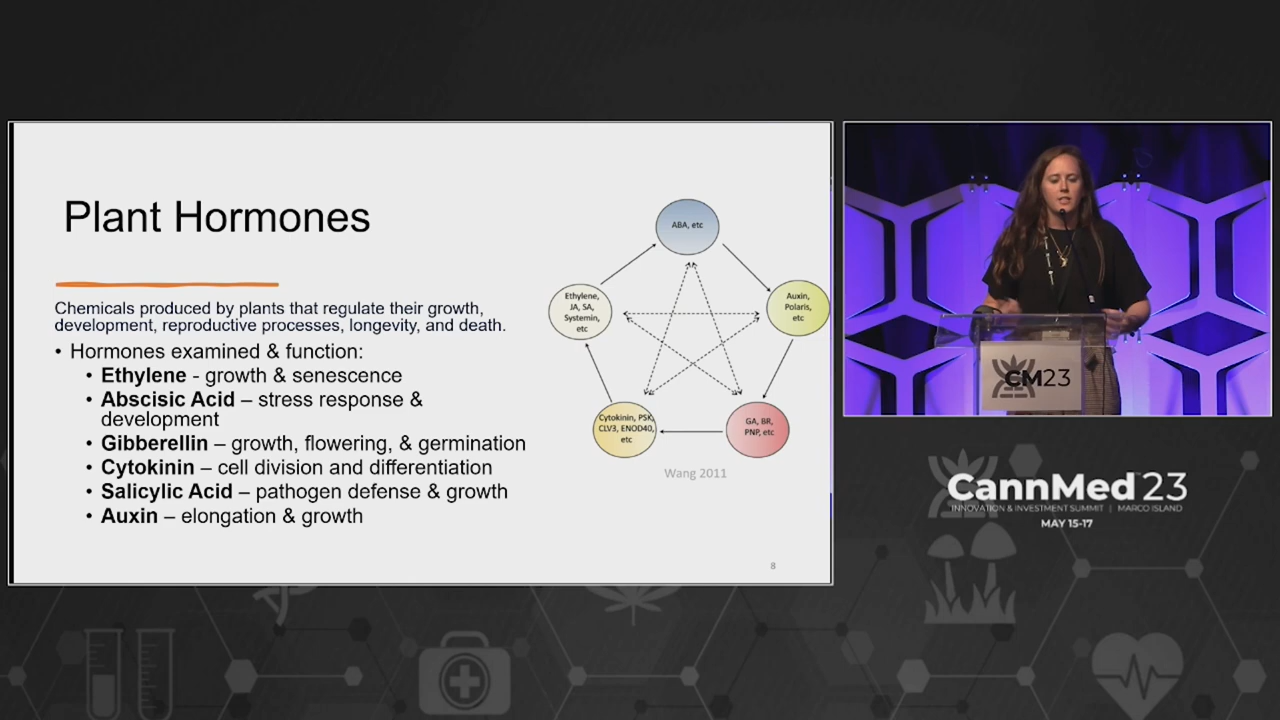 Plant Hormones
Chemicals produced by plants that regulate their growth,
development, reproductive processes, longevity, and death.
• Hormones examined & function:
• Ethylene - growth & senescence
• Abscisic Acid – stress response &
development
• Gibberellin – growth, flowering, & germination
• Cytokinin – cell division and differentiation
• Salicylic Acid – pathogen defense & growth
• Auxin – elongation & growth
ABA, etc
Ethylene,
JA, SA,
Systemin,
etc
Auxin,
Polaris,
etc
Cytokinin, PSK,
CLV3, ENOD40,
etc
GA, BR,
PNP, etc
Wang 2011
8
CM23
CannMed 23
INNOVATION & INVESTMENT SUMMIT | MARCO ISLAND
MAY 15-17